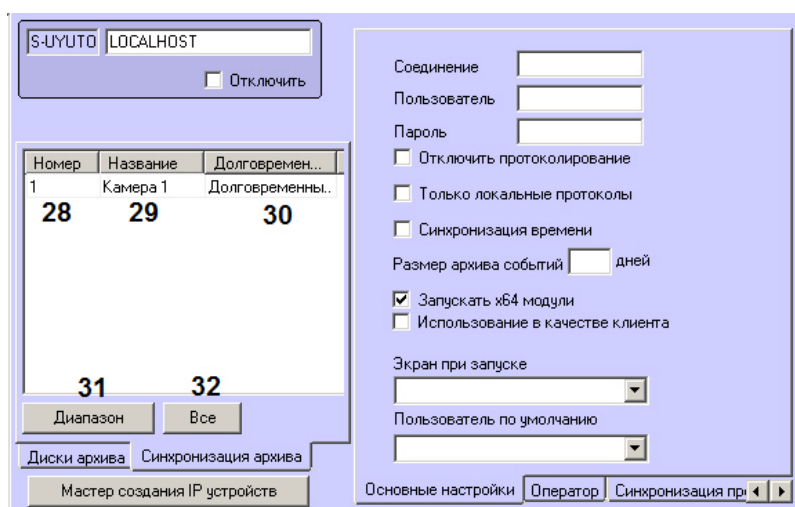 S-UYUTO LOCALHOST
Отключить
Номер Название Долговремен...
1 Камера 1 Долговременны..
28 29 30
31 32
Диапазон Все
Диски архива Синхронизация архива
Мастер создания IP устройств
Соединение
Пользователь
Пароль
Отключить протоколирование
Только локальные протоколы
Синхронизация времени
Размер архива событий дней
Запускать x64 модули
Использование в качестве клиента
Экран при запуске
Пользователь по умолчанию
Основные настройки Оператор Синхронизация пр